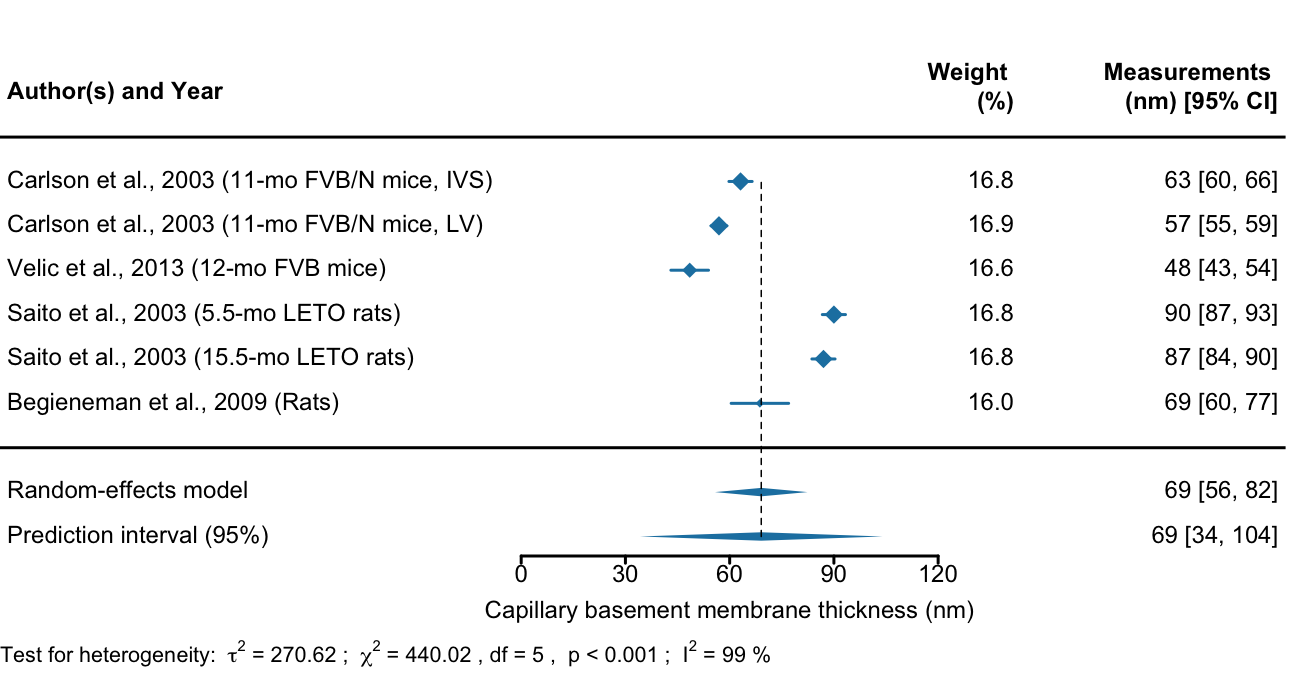 Author(s) and Year Weight (%) Measurements (nm) [95% CI]
Carlson et al., 2003 (11-mo FVB/N mice, IVS) 16.8 63 [60, 66]
Carlson et al., 2003 (11-mo FVB/N mice, LV) 16.9 57 [55, 59]
Velic et al., 2013 (12-mo FVB mice) 16.6 48 [43, 54]
Saito et al., 2003 (5.5-mo LETO rats) 16.8 90 [87, 93]
Saito et al., 2003 (15.5-mo LETO rats) 16.8 87 [84, 90]
Begieneman et al., 2009 (Rats) 16.0 69 [60, 77]
Random-effects model 69 [56, 82]
Prediction interval (95%) 69 [34, 104]
0 30 60 90 120
Capillary basement membrane thickness (nm)
Test for heterogeneity: τ² = 270.62 ; χ² = 440.02 , df = 5 , p < 0.001 ; I² = 99 %